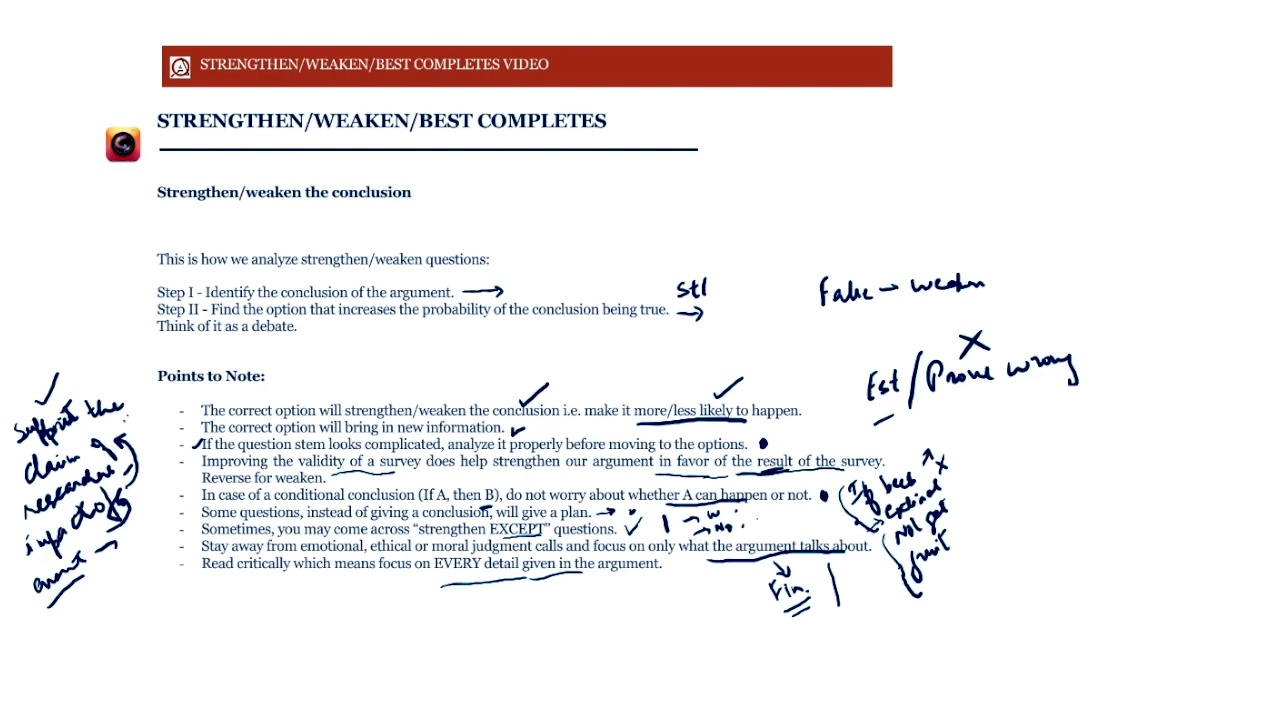 STRENGTHEN/WEAKEN/BEST COMPLETES VIDEO
STRENGTHEN/WEAKEN/BEST COMPLETES
Strengthen/weaken the conclusion
This is how we analyze strengthen/weaken questions:
Step I - Identify the conclusion of the argument.
Step II - Find the option that increases the probability of the conclusion being true.
Think of it as a debate.
Points to Note:
- The correct option will strengthen/weaken the conclusion i.e. make it more/less likely to happen.
- The correct option will bring in new information.
- If the question stem looks complicated, analyze it properly before moving to the options.
- Improving the validity of a survey does help strengthen our argument in favor of the result of the survey.
Reverse for weaken.
- In case of a conditional conclusion (If A, then B), do not worry about whether A can happen or not.
- Some questions, instead of giving a conclusion, will give a plan.
- Sometimes, you may come across “strengthen EXCEPT” questions.
- Stay away from emotional, ethical or moral judgment calls and focus on only what the argument talks about.
- Read critically which means focus on EVERY detail given in the argument.
False → weaken
Est / Prove wrong
Support the
claim of
researchers
If bees
extinct
not get
fruit
Fin.